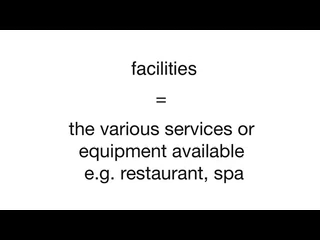 facilities
=
the various services or
equipment available
e.g. restaurant, spa